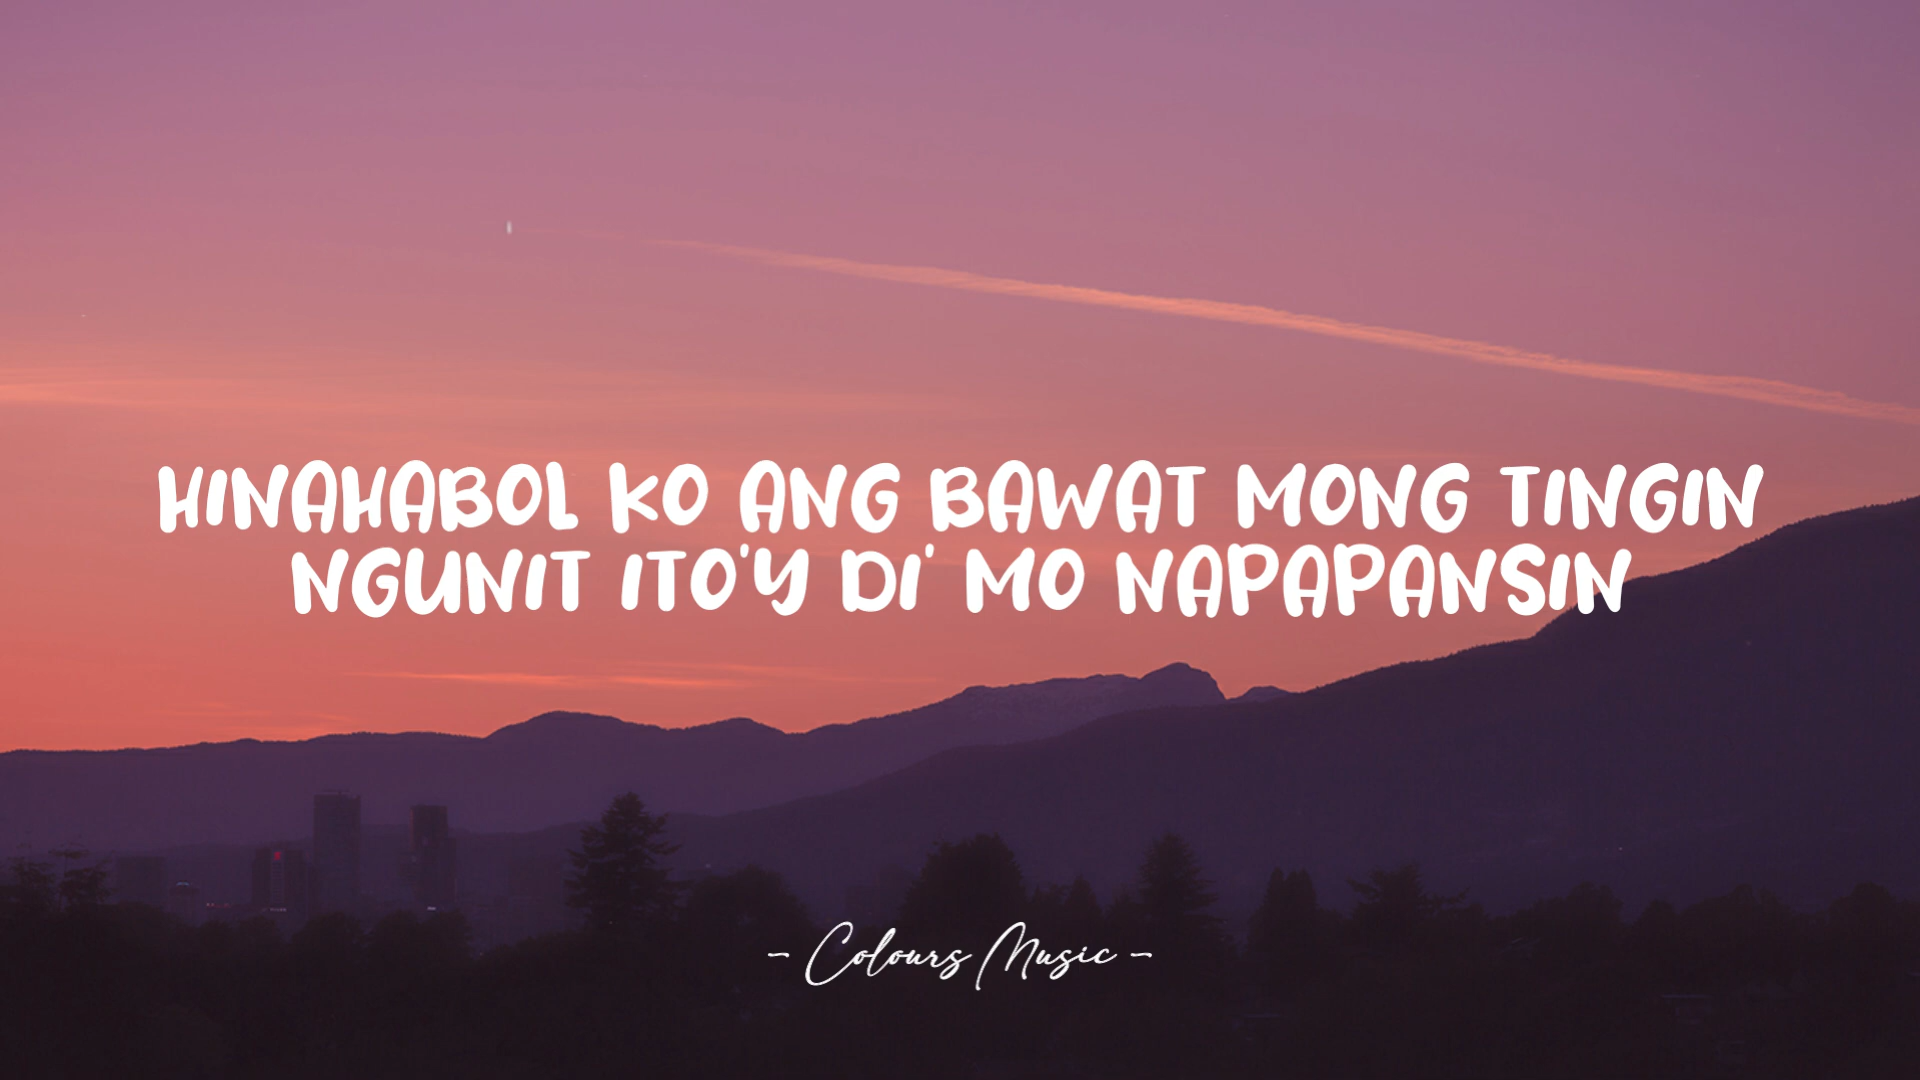 HINAHABOL KO ANG BAWAT MONG TINGIN
NGUNIT ITO'Y DI' MO NAPAPANSIN
- Colours Music -